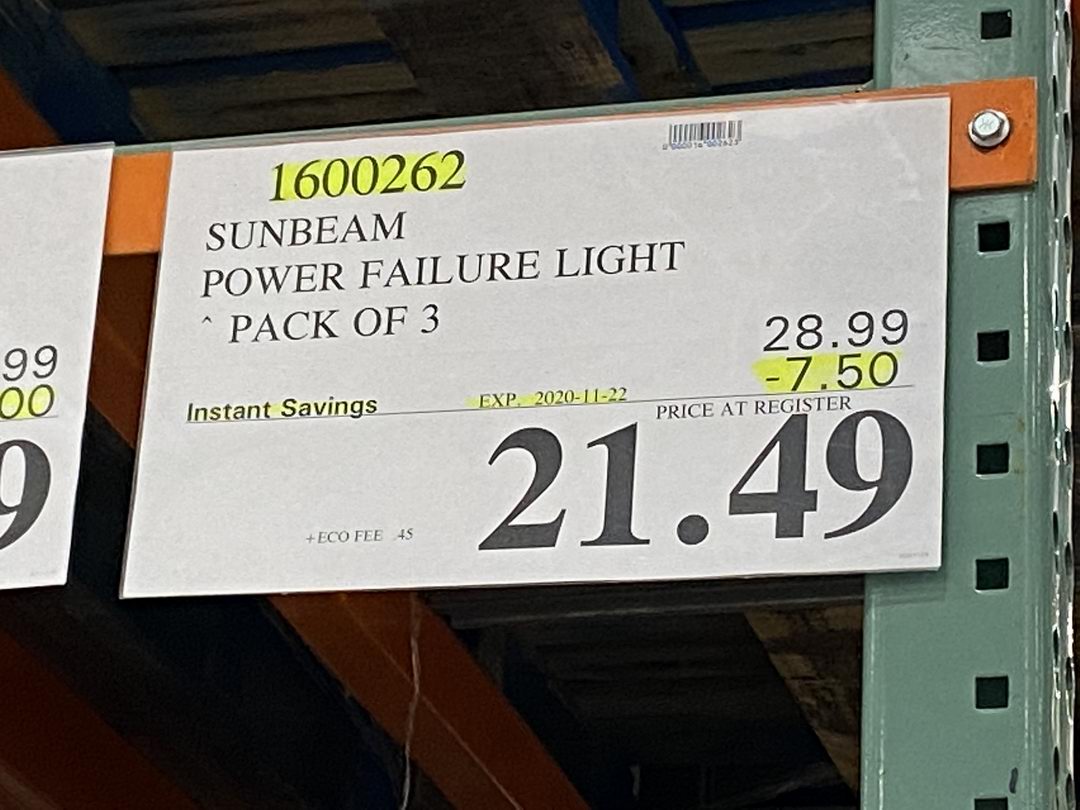 1600262
SUNBEAM
POWER FAILURE LIGHT
^ PACK OF 3
28.99
-7.50
Instant Savings EXP. 2020-11-22 PRICE AT REGISTER
21.49
+ECO FEE .45
99
00
9